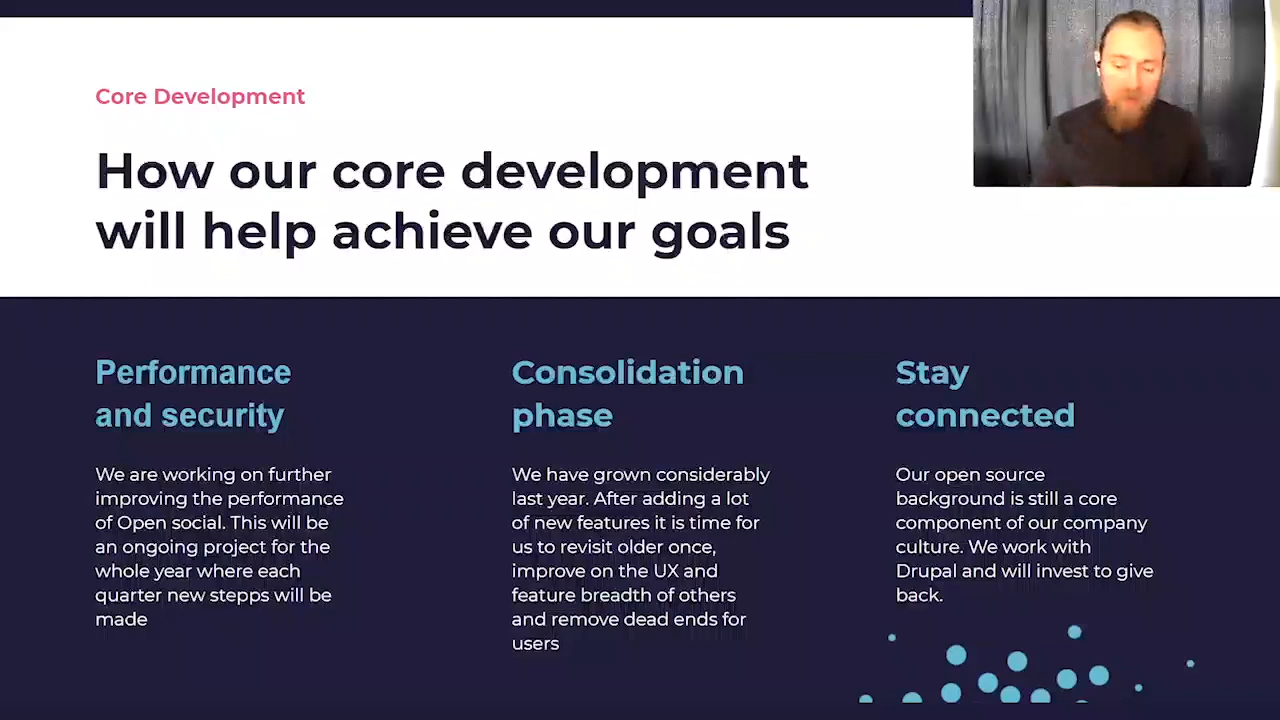 Core Development
How our core development
will help achieve our goals
Performance
and security
We are working on further
improving the performance
of Open social. This will be
an ongoing project for the
whole year where each
quarter new stepps will be
made
Consolidation
phase
We have grown considerably
last year. After adding a lot
of new features it is time for
us to revisit older once,
improve on the UX and
feature breadth of others
and remove dead ends for
users
Stay
connected
Our open source
background is still a core
component of our company
culture. We work with
Drupal and will invest to give
back.